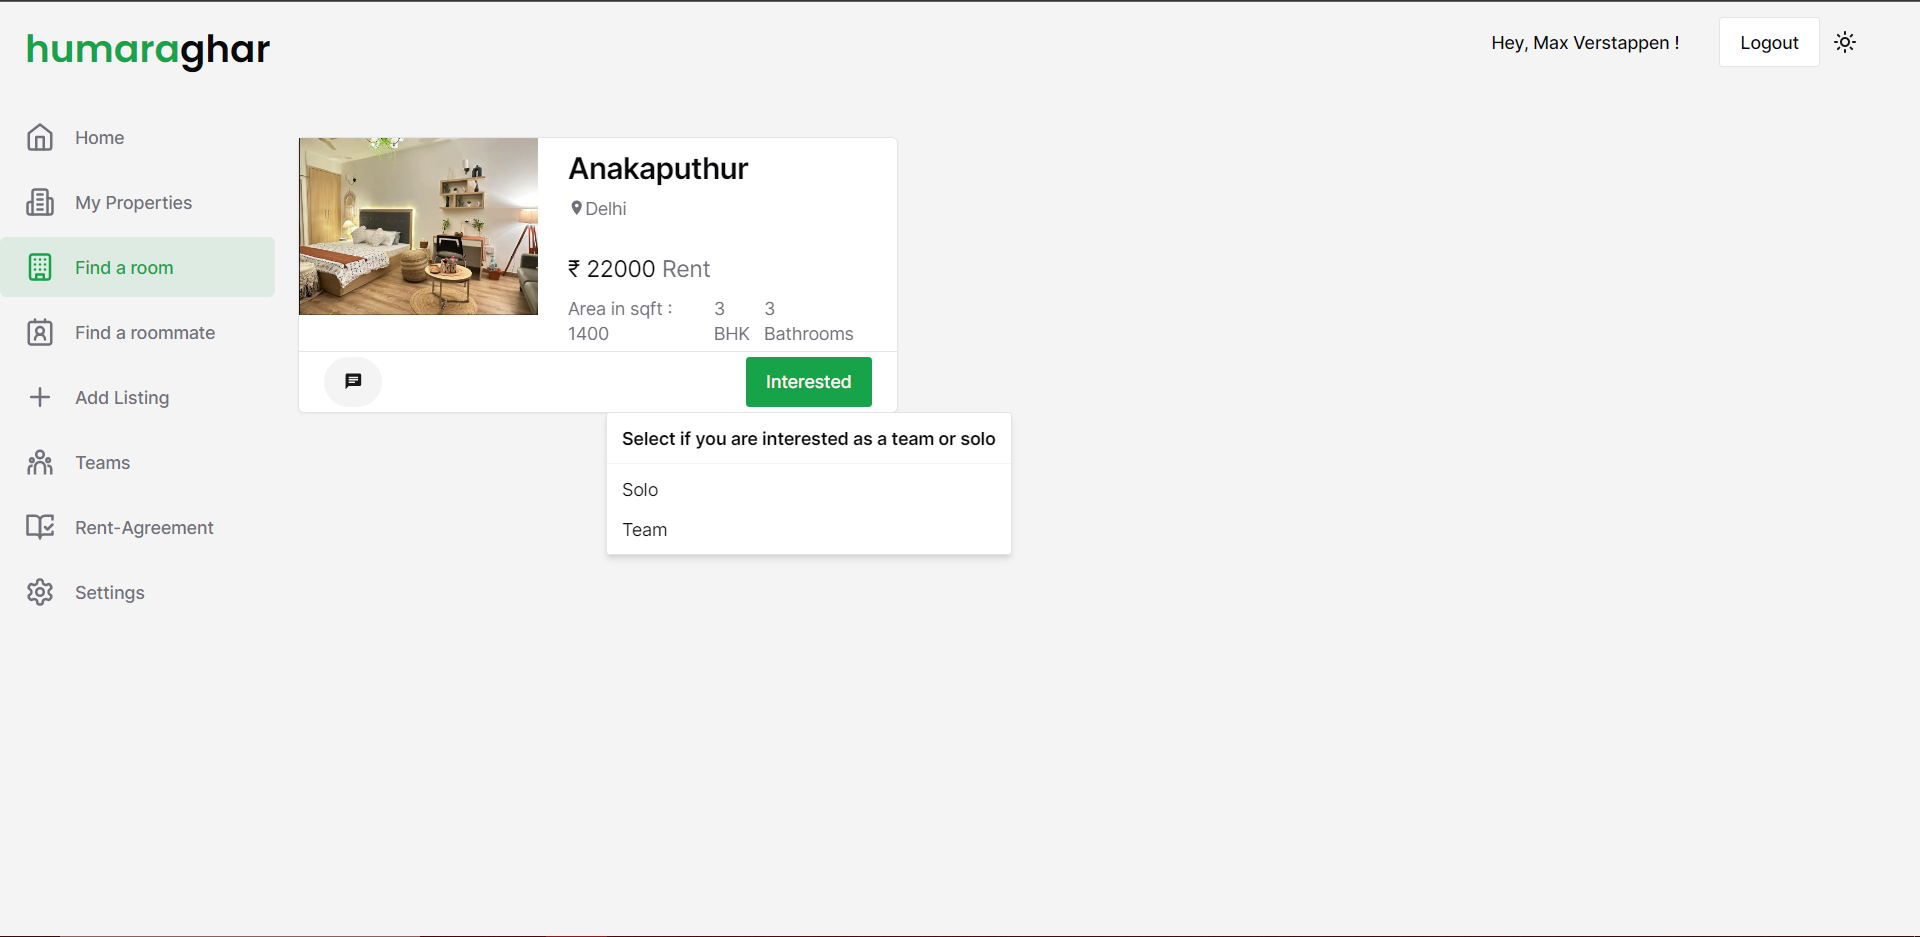 humaraghar
Hey, Max Verstappen !
Logout
Home
My Properties
Find a room
Find a roommate
Add Listing
Teams
Rent-Agreement
Settings
Anakaputhur
Delhi
₹ 22000 Rent
Area in sqft :
1400
3
BHK
3
Bathrooms
Interested
Select if you are interested as a team or solo
Solo
Team